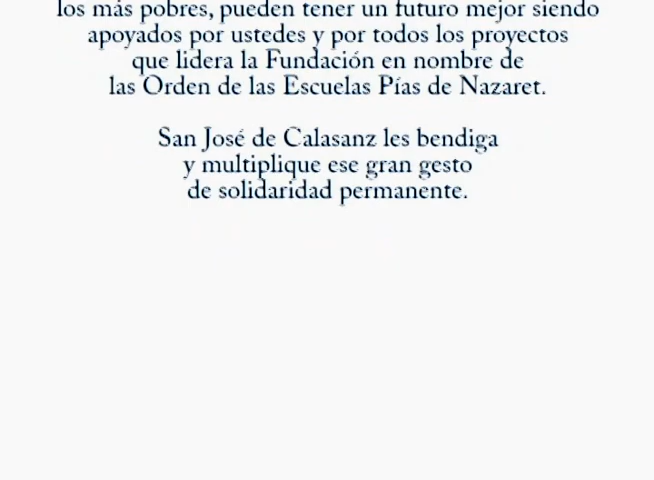 los más pobres, pueden tener un futuro mejor siendo
apoyados por ustedes y por todos los proyectos
que lidera la Fundación en nombre de
las Orden de las Escuelas Pías de Nazaret.
San José de Calasanz les bendiga
y multiplique ese gran gesto
de solidaridad permanente.